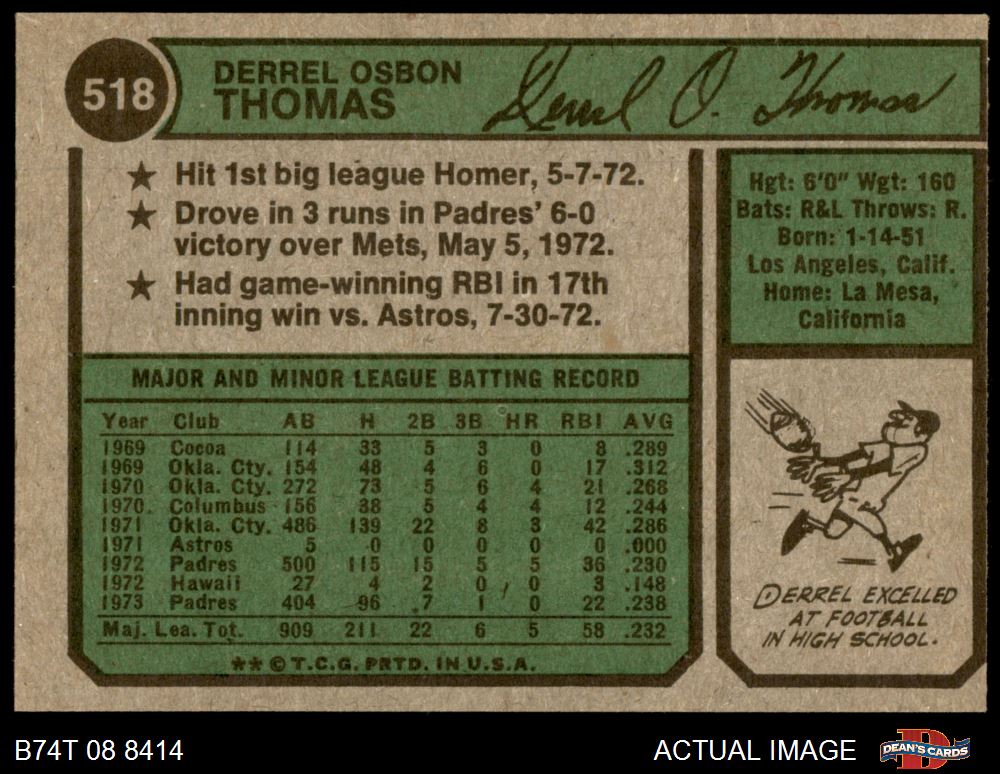 518
DERREL OSBON
THOMAS
Derrel O. Thomas
★ Hit 1st big league Homer, 5-7-72.
★ Drove in 3 runs in Padres' 6-0
victory over Mets, May 5, 1972.
★ Had game-winning RBI in 17th
inning win vs. Astros, 7-30-72.
Hgt: 6'0" Wgt: 160
Bats: R&L Throws: R.
Born: 1-14-51
Los Angeles, Calif.
Home: La Mesa,
California
MAJOR AND MINOR LEAGUE BATTING RECORD
Year Club AB H 2B 3B HR RBI AVG
1969 Cocoa 114 33 5 3 0 8 .289
1969 Okla. Cty. 154 48 4 6 0 17 .312
1970 Okla. Cty. 272 73 5 6 4 21 .268
1970 Columbus 156 38 5 4 4 12 .244
1971 Okla. Cty. 486 139 22 8 3 42 .286
1971 Astros 5 0 0 0 0 0 .000
1972 Padres 500 115 15 5 5 36 .230
1972 Hawaii 27 4 2 0 0 3 .148
1973 Padres 404 96 7 1 0 22 .238
Maj. Lea. Tot. 909 211 22 6 5 58 .232
** © T.C.G. PRTD. IN U.S.A.
DERREL EXCELLED
AT FOOTBALL
IN HIGH SCHOOL.
B74T 08 8414
ACTUAL IMAGE
DEAN'S CARDS